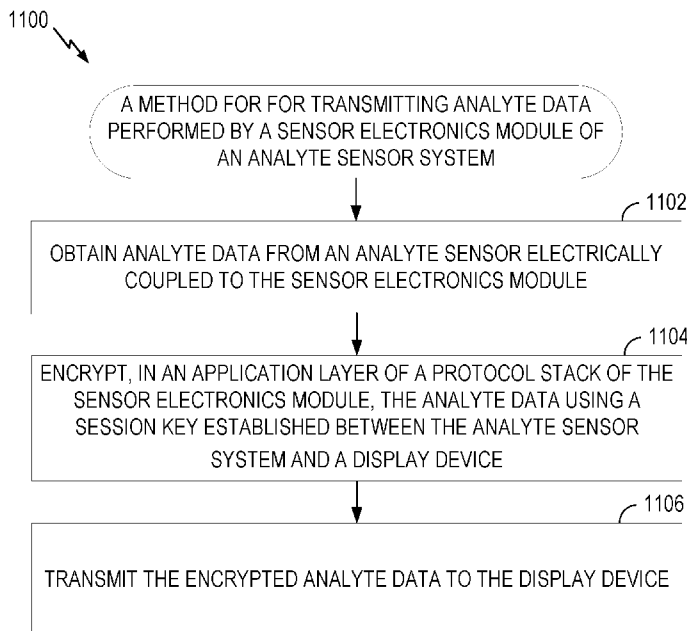 1100
A METHOD FOR FOR TRANSMITTING ANALYTE DATA
PERFORMED BY A SENSOR ELECTRONICS MODULE OF
AN ANALYTE SENSOR SYSTEM
1102
OBTAIN ANALYTE DATA FROM AN ANALYTE SENSOR ELECTRICALLY
COUPLED TO THE SENSOR ELECTRONICS MODULE
1104
ENCRYPT, IN AN APPLICATION LAYER OF A PROTOCOL STACK OF THE
SENSOR ELECTRONICS MODULE, THE ANALYTE DATA USING A
SESSION KEY ESTABLISHED BETWEEN THE ANALYTE SENSOR
SYSTEM AND A DISPLAY DEVICE
1106
TRANSMIT THE ENCRYPTED ANALYTE DATA TO THE DISPLAY DEVICE